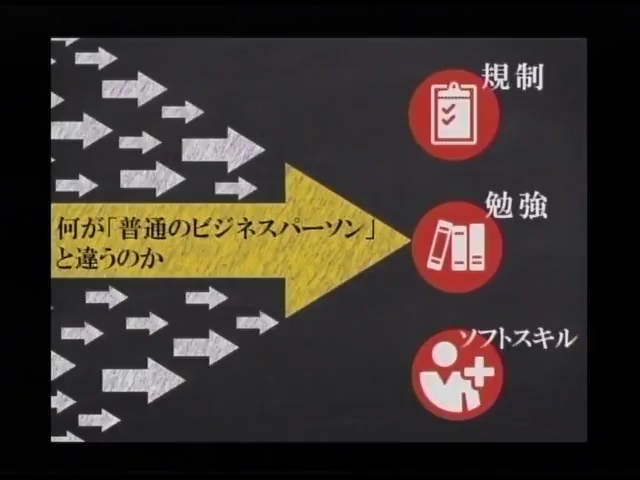 規制
何が「普通のビジネスパーソン」
と違うのか
勉強
ソフトスキル